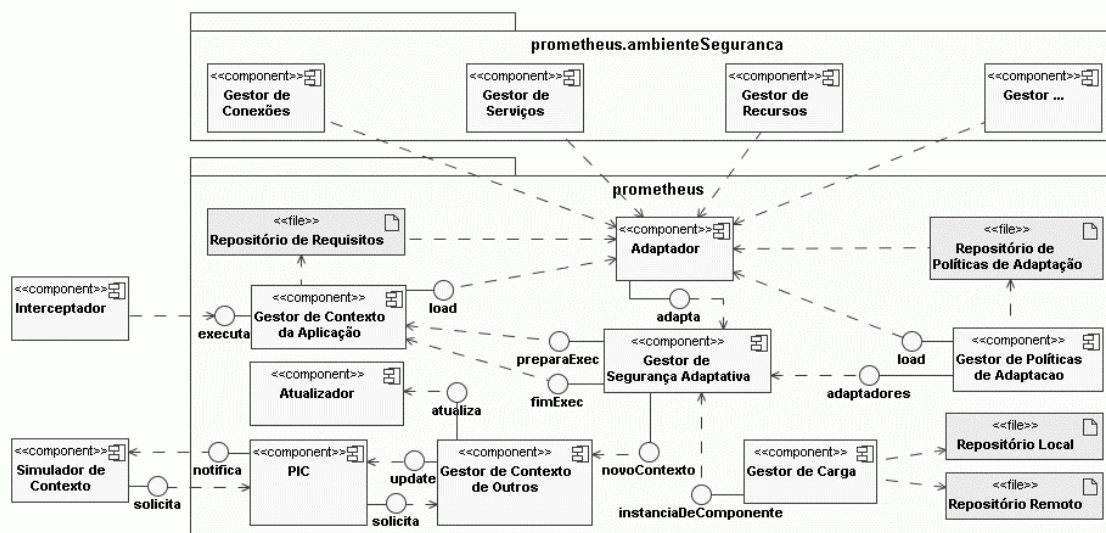 prometheus.ambienteSeguranca
<<component>>
Gestor de
Conexões
<<component>>
Gestor de
Serviços
<<component>>
Gestor de
Recursos
<<component>>
Gestor ...
prometheus
<<file>>
Repositório de Requisitos
<<component>>
Adaptador
<<file>>
Repositório de
Políticas de Adaptação
<<component>>
Interceptador
executa
<<component>>
Gestor de Contexto
da Aplicação
load
adapta
preparaExec
fimExec
<<component>>
Gestor de
Segurança Adaptativa
load
adaptadores
<<component>>
Gestor de Políticas
de Adaptacao
<<component>>
Atualizador
atualiza
<<component>>
Simulador de
Contexto
notifica
solicita
<<component>>
PIC
update
solicita
<<component>>
Gestor de Contexto
de Outros
novoContexto
instanciaDeComponente
<<component>>
Gestor de Carga
<<file>>
Repositório Local
<<file>>
Repositório Remoto